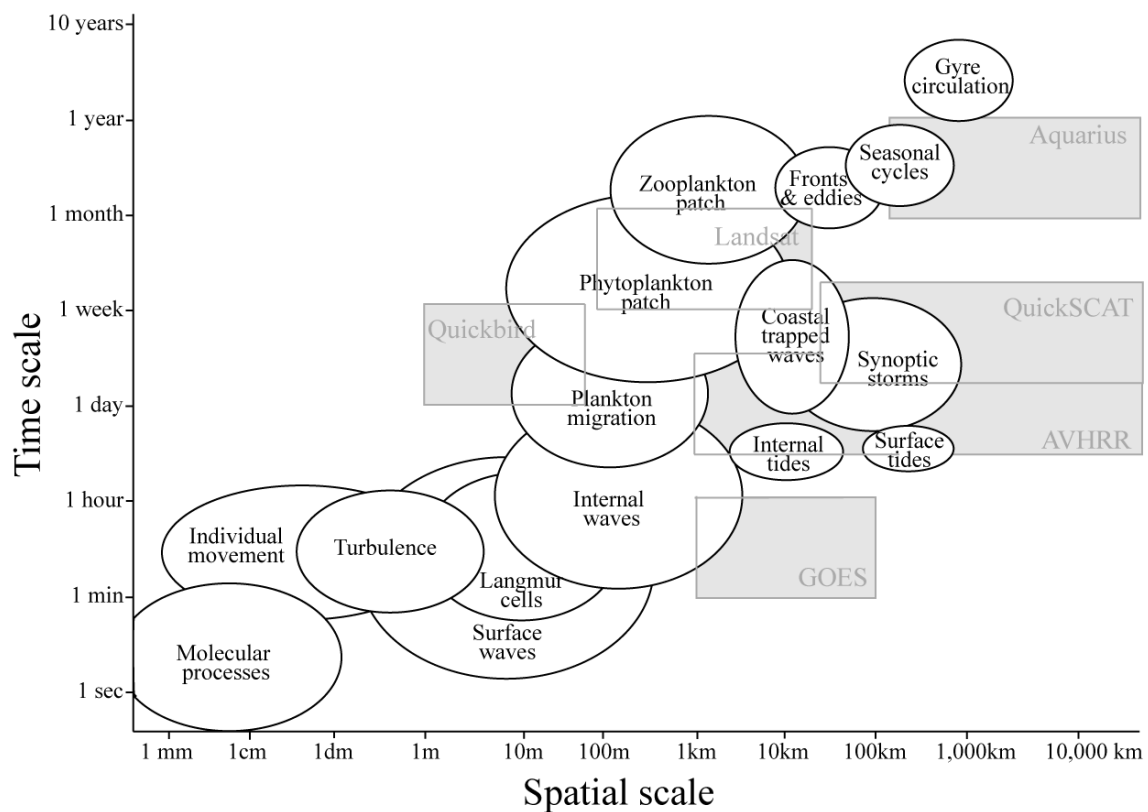 10 years
1 year
1 month
1 week
1 day
1 hour
1 min
1 sec
Time scale
Gyre
circulation
Aquarius
Seasonal
cycles
Fronts
& eddies
Zooplankton
patch
Landsat
Phytoplankton
patch
QuickSCAT
Quickbird
Coastal
trapped
waves
Synoptic
storms
Plankton
migration
AVHRR
Internal
tides
Surface
tides
Internal
waves
Individual
movement
Turbulence
GOES
Langmur
cells
Surface
waves
Molecular
processes
1 mm
1cm
1dm
1m
10m
100m
1km
10km
100km
1,000km
10,000 km
Spatial scale